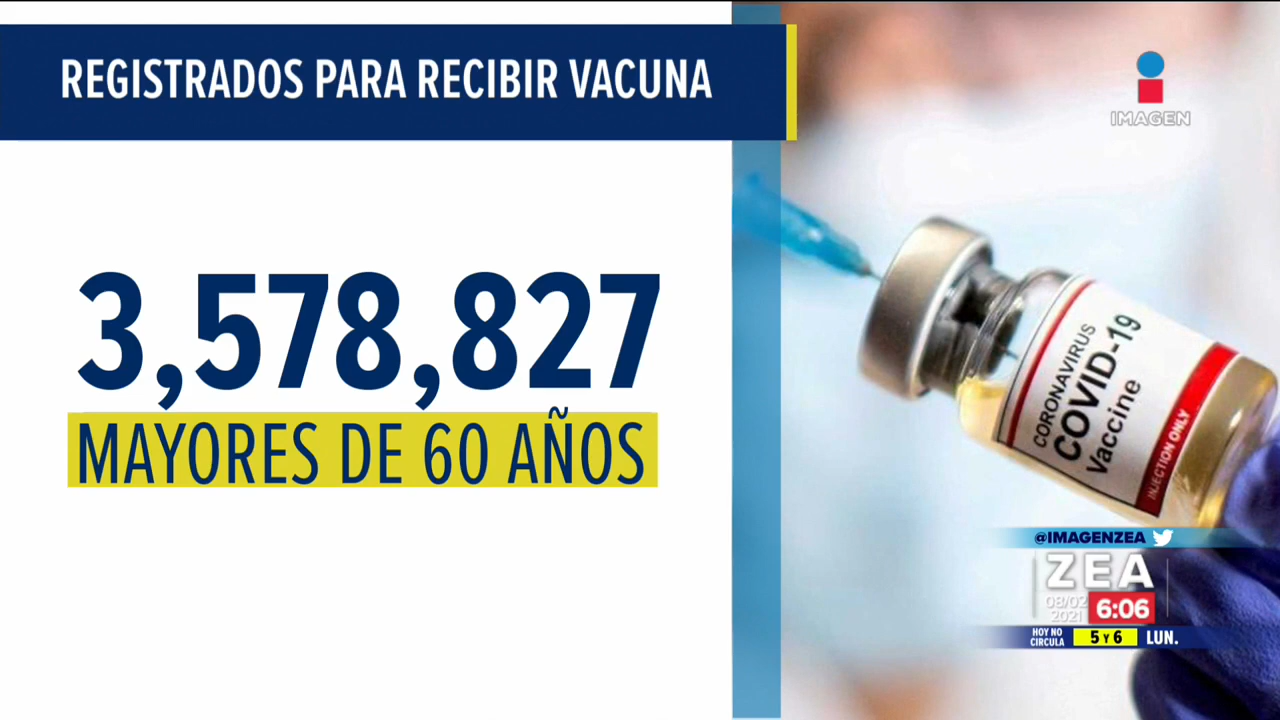 REGISTRADOS PARA RECIBIR VACUNA
IMAGEN
3,578,827
MAYORES DE 60 AÑOS
CORONAVIRUS
COVID-19
Vaccine
INJECTION ONLY
@IMAGENZEA
ZEA
08/02
2021
6:06
HOY NO
CIRCULA
5 Y 6
LUN.